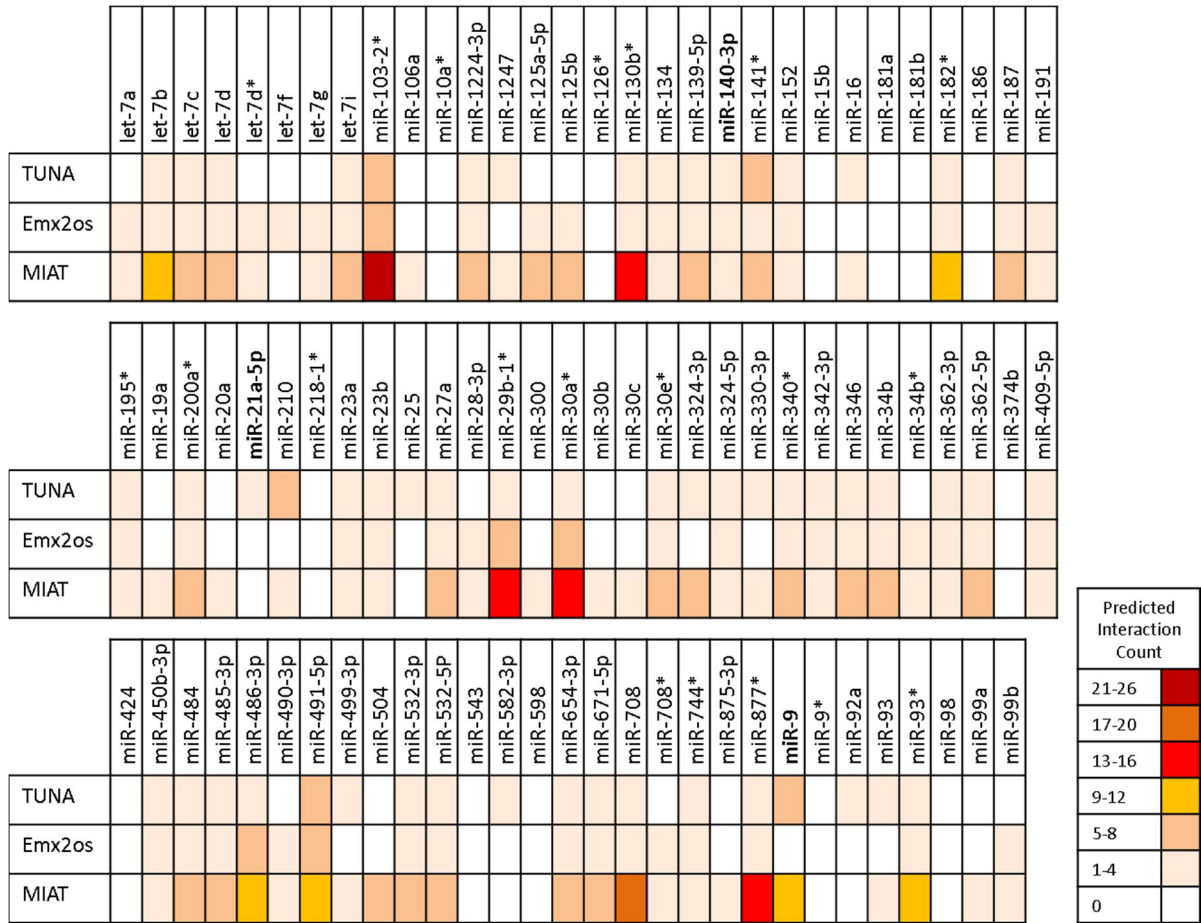 let-7a
let-7b
let-7c
let-7d
let-7d*
let-7f
let-7g
let-7i
miR-103-2*
miR-106a
miR-10a*
miR-1224-3p
miR-1247
miR-125a-5p
miR-125b
miR-126*
miR-130b*
miR-134
miR-139-5p
miR-140-3p
miR-141*
miR-152
miR-15b
miR-16
miR-181a
miR-181b
miR-182*
miR-186
miR-187
miR-191
TUNA
Emx2os
MIAT
miR-195*
miR-19a
miR-200a*
miR-20a
miR-21a-5p
miR-210
miR-218-1*
miR-23a
miR-23b
miR-25
miR-27a
miR-28-3p
miR-29b-1*
miR-300
miR-30a*
miR-30b
miR-30c
miR-30e*
miR-324-3p
miR-324-5p
miR-330-3p
miR-340*
miR-342-3p
miR-346
miR-34b
miR-34b*
miR-362-3p
miR-362-5p
miR-374b
miR-409-5p
TUNA
Emx2os
MIAT
miR-424
miR-450b-3p
miR-484
miR-485-3p
miR-486-3p
miR-490-3p
miR-491-5p
miR-499-3p
miR-504
miR-532-3p
miR-532-5P
miR-543
miR-582-3p
miR-598
miR-654-3p
miR-671-5p
miR-708
miR-708*
miR-744*
miR-875-3p
miR-877*
miR-9
miR-9*
miR-92a
miR-93
miR-93*
miR-98
miR-99a
miR-99b
TUNA
Emx2os
MIAT
Predicted
Interaction
Count
21-26
17-20
13-16
9-12
5-8
1-4
0